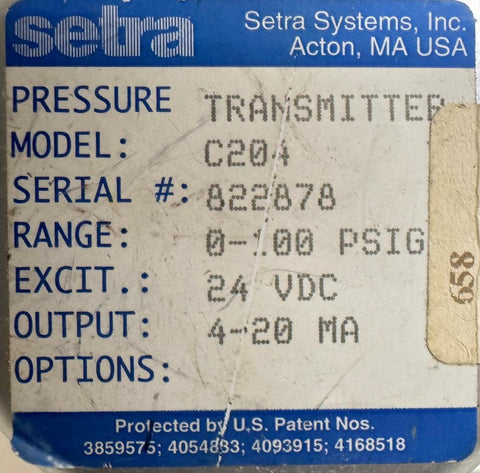 setra
Setra Systems, Inc.
Acton, MA USA
PRESSURE TRANSMITTER
MODEL: C204
SERIAL #: 822878
RANGE: 0-100 PSIG
EXCIT.: 24 VDC
OUTPUT: 4-20 MA
OPTIONS:
658
Protected by U.S. Patent Nos.
3859575; 4054833; 4093915; 4168518